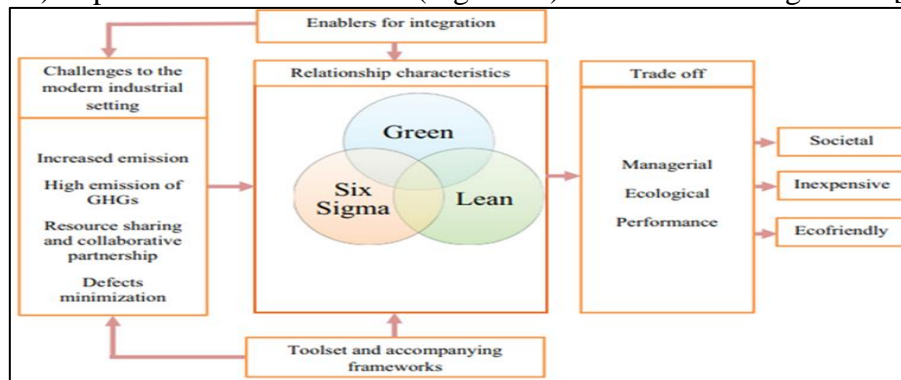 Enablers for integration
Challenges to the
modern industrial
setting
Increased emission
High emission of
GHGs
Resource sharing
and collaborative
partnership
Defects
minimization
Relationship characteristics
Green
Six
Sigma
Lean
Trade off
Managerial
Ecological
Performance
Societal
Inexpensive
Ecofriendly
Toolset and accompanying
frameworks